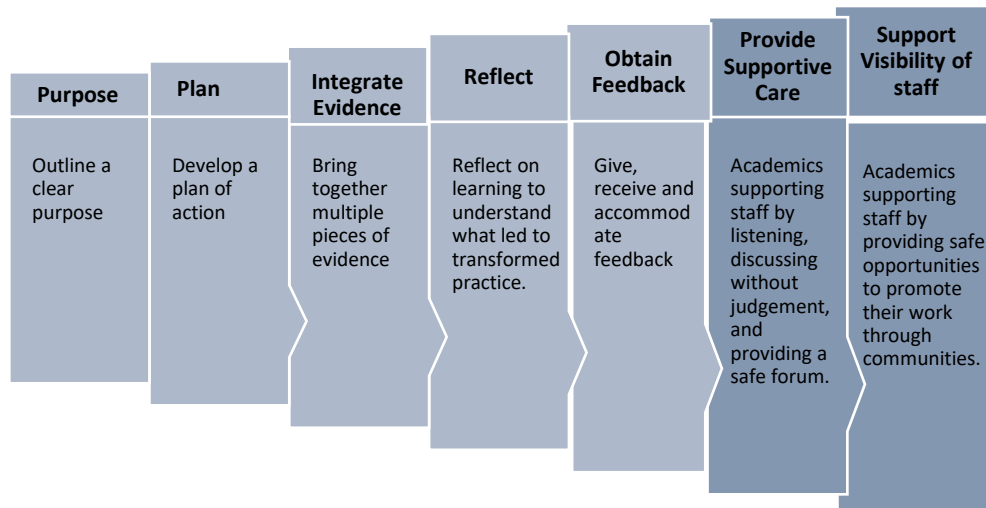 Purpose
Outline a
clear
purpose
Plan
Develop a
plan of
action
Integrate
Evidence
Bring
together
multiple
pieces of
evidence
Reflect
Reflect on
learning to
understand
what led to
transformed
practice.
Obtain
Feedback
Give,
receive and
accommod
ate
feedback
Provide
Supportive
Care
Academics
supporting
staff by
listening,
discussing
without
judgement,
and
providing a
safe forum.
Support
Visibility of
staff
Academics
supporting
staff by
providing safe
opportunities
to promote
their work
through
communities.